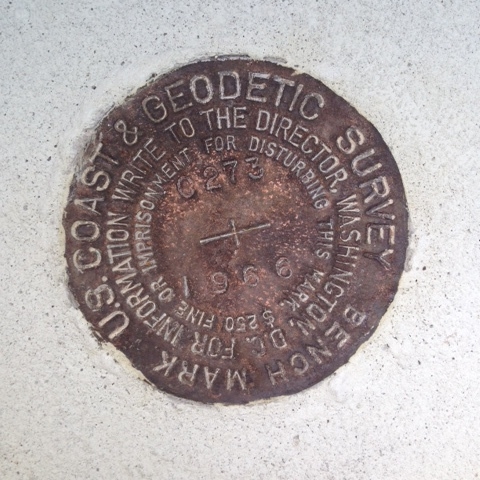 U.S. COAST & GEODETIC SURVEY
BENCH MARK
FOR INFORMATION WRITE TO THE DIRECTOR, WASHINGTON, D.C.
$250 FINE OR IMPRISONMENT FOR DISTURBING THIS MARK.
C 273
1966